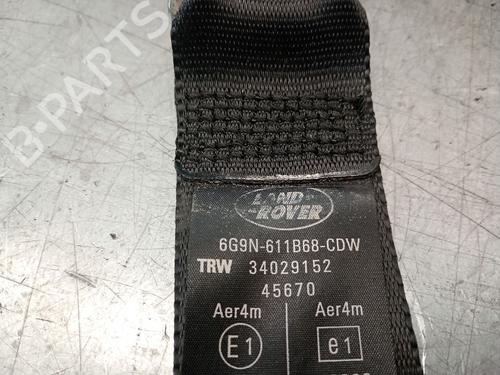 B-PARTS
LAND
ROVER
6G9N-611B68-CDW
TRW 34029152
45670
Aer4m Aer4m
E1 e1